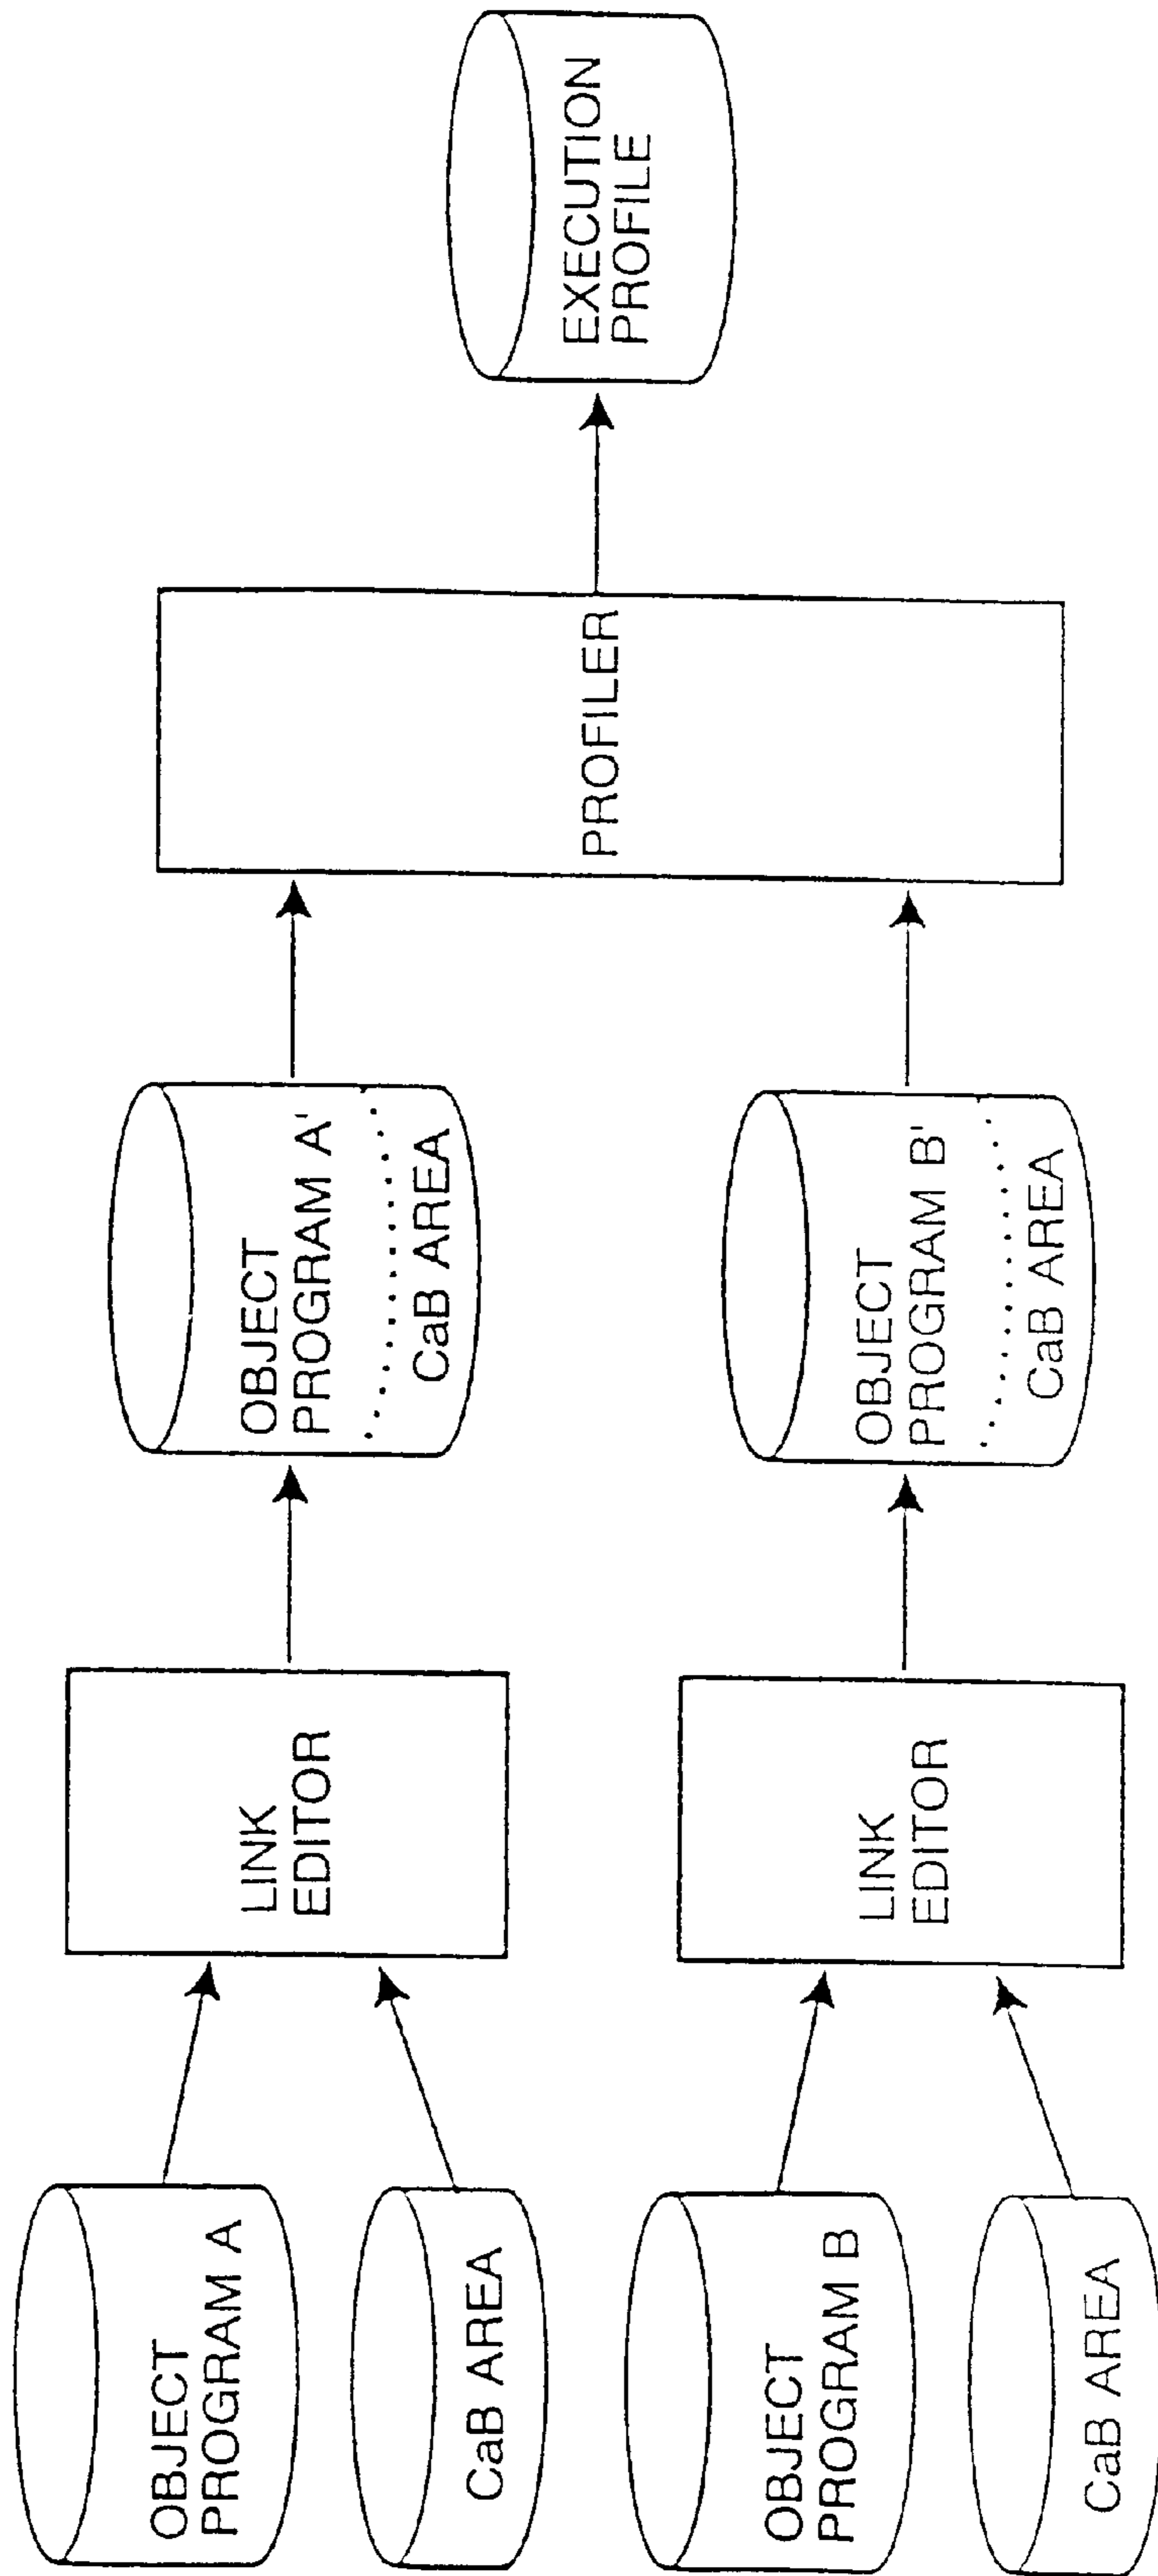 OBJECT
PROGRAM A
CaB AREA
LINK
EDITOR
OBJECT
PROGRAM A'
CaB AREA
OBJECT
PROGRAM B
CaB AREA
LINK
EDITOR
OBJECT
PROGRAM B'
CaB AREA
PROFILER
EXECUTION
PROFILE